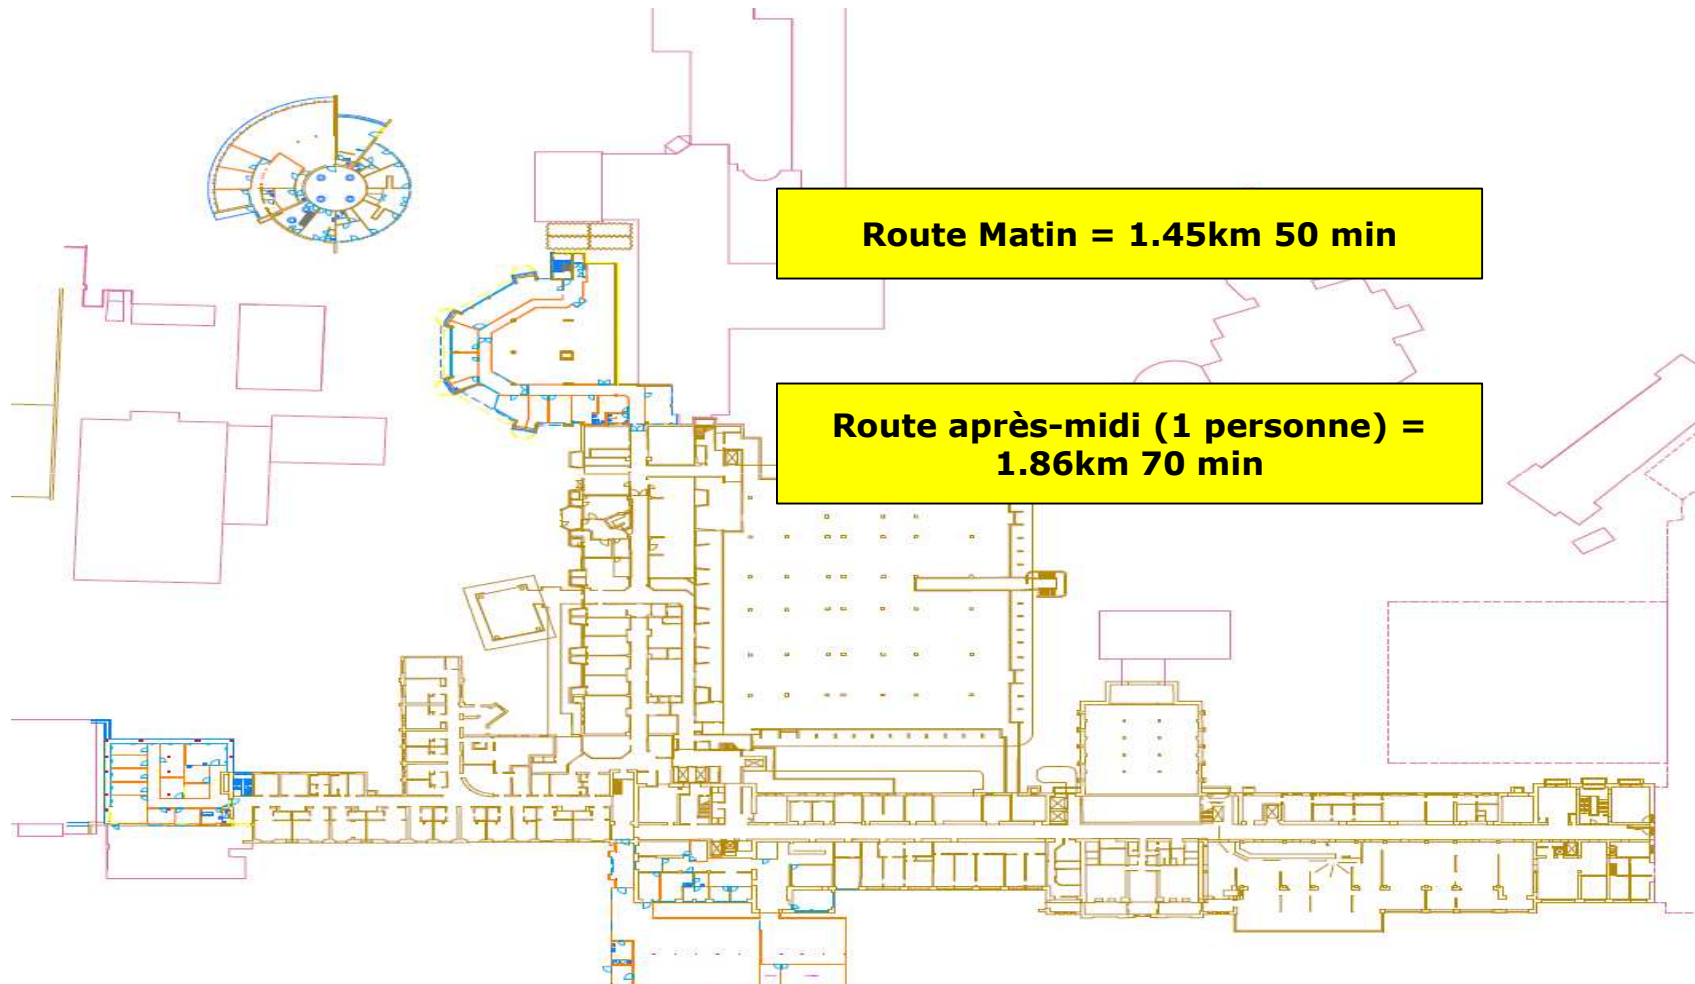 Route Matin = 1.45km 50 min
Route après-midi (1 personne) =
1.86km 70 min